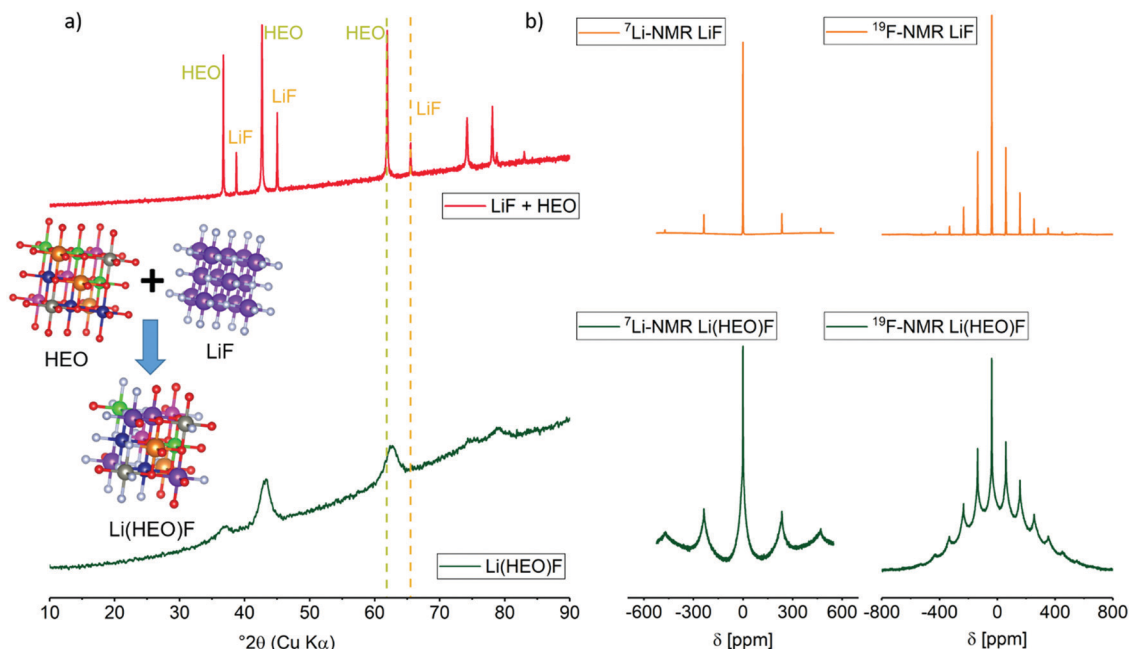 a)
HEO
HEO
HEO
LiF
LiF
LiF
LiF + HEO
HEO
+
LiF
Li(HEO)F
Li(HEO)F
10 20 30 40 50 60 70 80 90
°2θ (Cu Kα)
b)
⁷Li-NMR LiF
¹⁹F-NMR LiF
⁷Li-NMR Li(HEO)F
¹⁹F-NMR Li(HEO)F
-600 -300 0 300 600
δ [ppm]
-800 -400 0 400 800
δ [ppm]